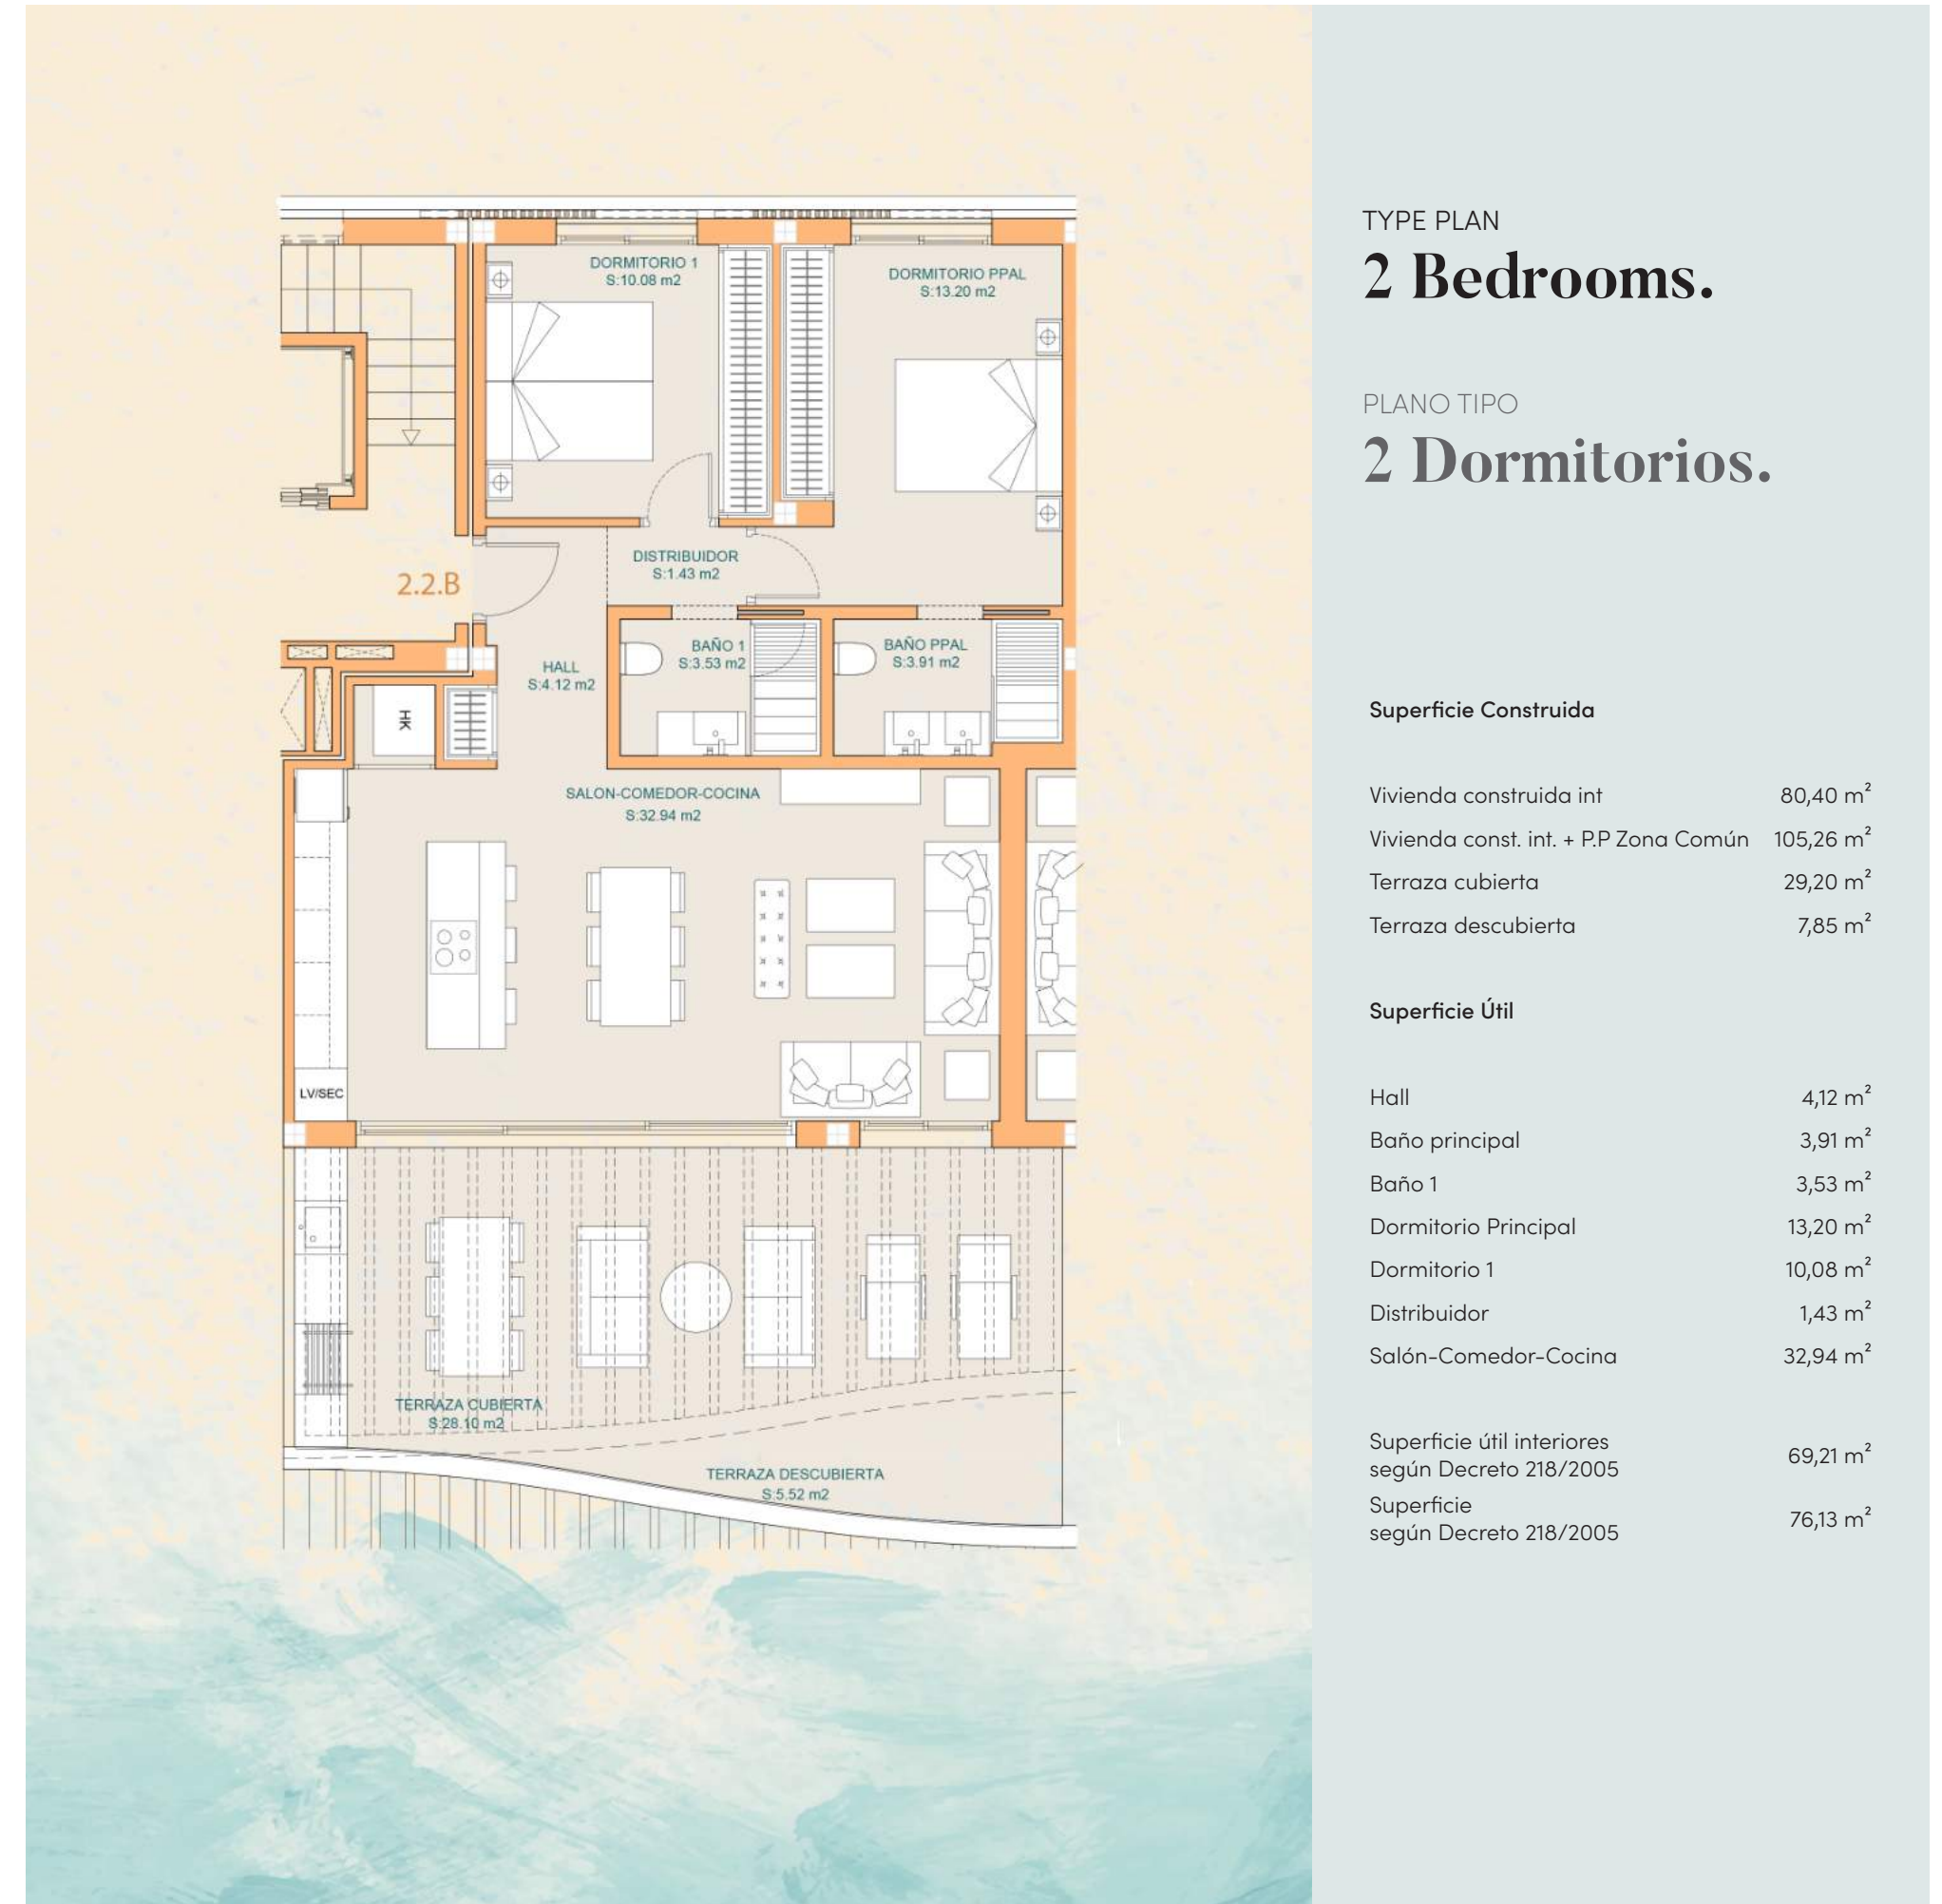 DORMITORIO 1
S:10.08 m2
DORMITORIO PPAL
S:13.20 m2
DISTRIBUIDOR
S:1.43 m2
2.2.B
BAÑO 1
S:3.53 m2
BAÑO PPAL
S:3.91 m2
HALL
S:4.12 m2
HK
SALON-COMEDOR-COCINA
S:32.94 m2
LV/SEC
TERRAZA CUBIERTA
S:28.10 m2
TERRAZA DESCUBIERTA
S:5.52 m2
TYPE PLAN
2 Bedrooms.
PLANO TIPO
2 Dormitorios.
Superficie Construida
Vivienda construida int 80,40 m²
Vivienda const. int. + P.P Zona Común 105,26 m²
Terraza cubierta 29,20 m²
Terraza descubierta 7,85 m²
Superficie Útil
Hall 4,12 m²
Baño principal 3,91 m²
Baño 1 3,53 m²
Dormitorio Principal 13,20 m²
Dormitorio 1 10,08 m²
Distribuidor 1,43 m²
Salón-Comedor-Cocina 32,94 m²
Superficie útil interiores
según Decreto 218/2005 69,21 m²
Superficie
según Decreto 218/2005 76,13 m²